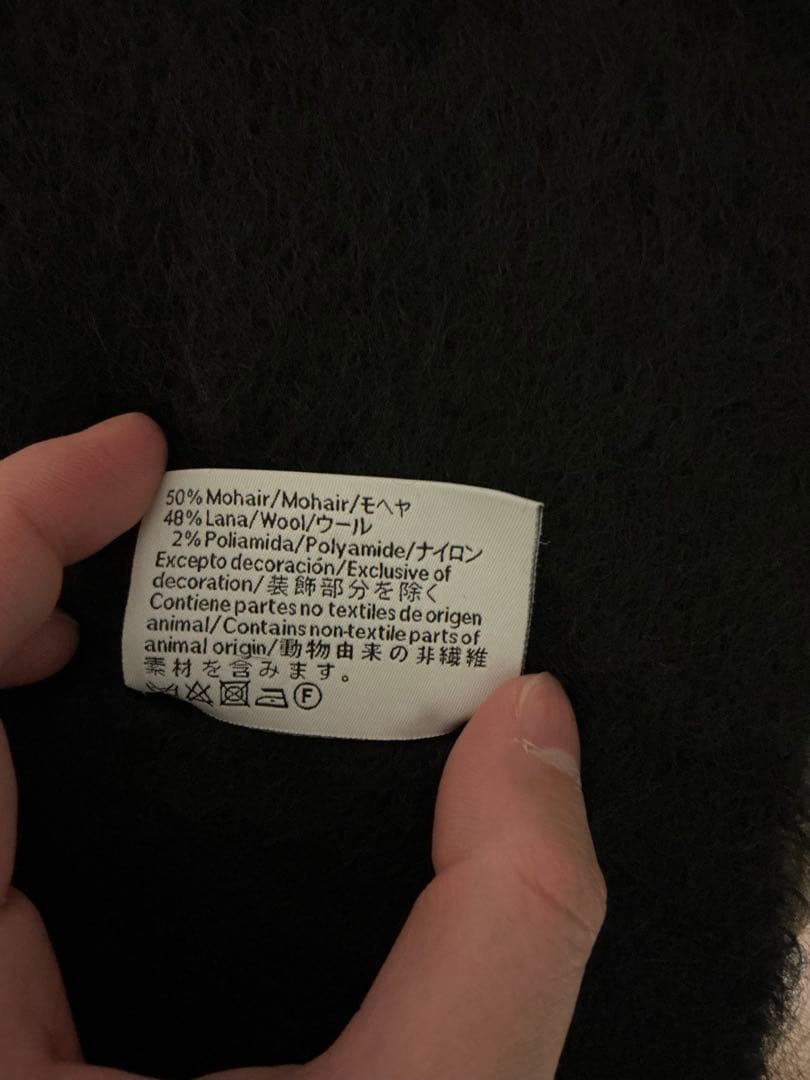 50% Mohair/Mohair/モヘヤ
48% Lana/Wool/ウール
2% Poliamida/Polyamide/ナイロン
Excepto decoración/Exclusive of
decoration/装飾部分を除く
Contiene partes no textiles de origen
animal/Contains non-textile parts of
animal origin/動物由来の非繊維
素材を含みます。
F